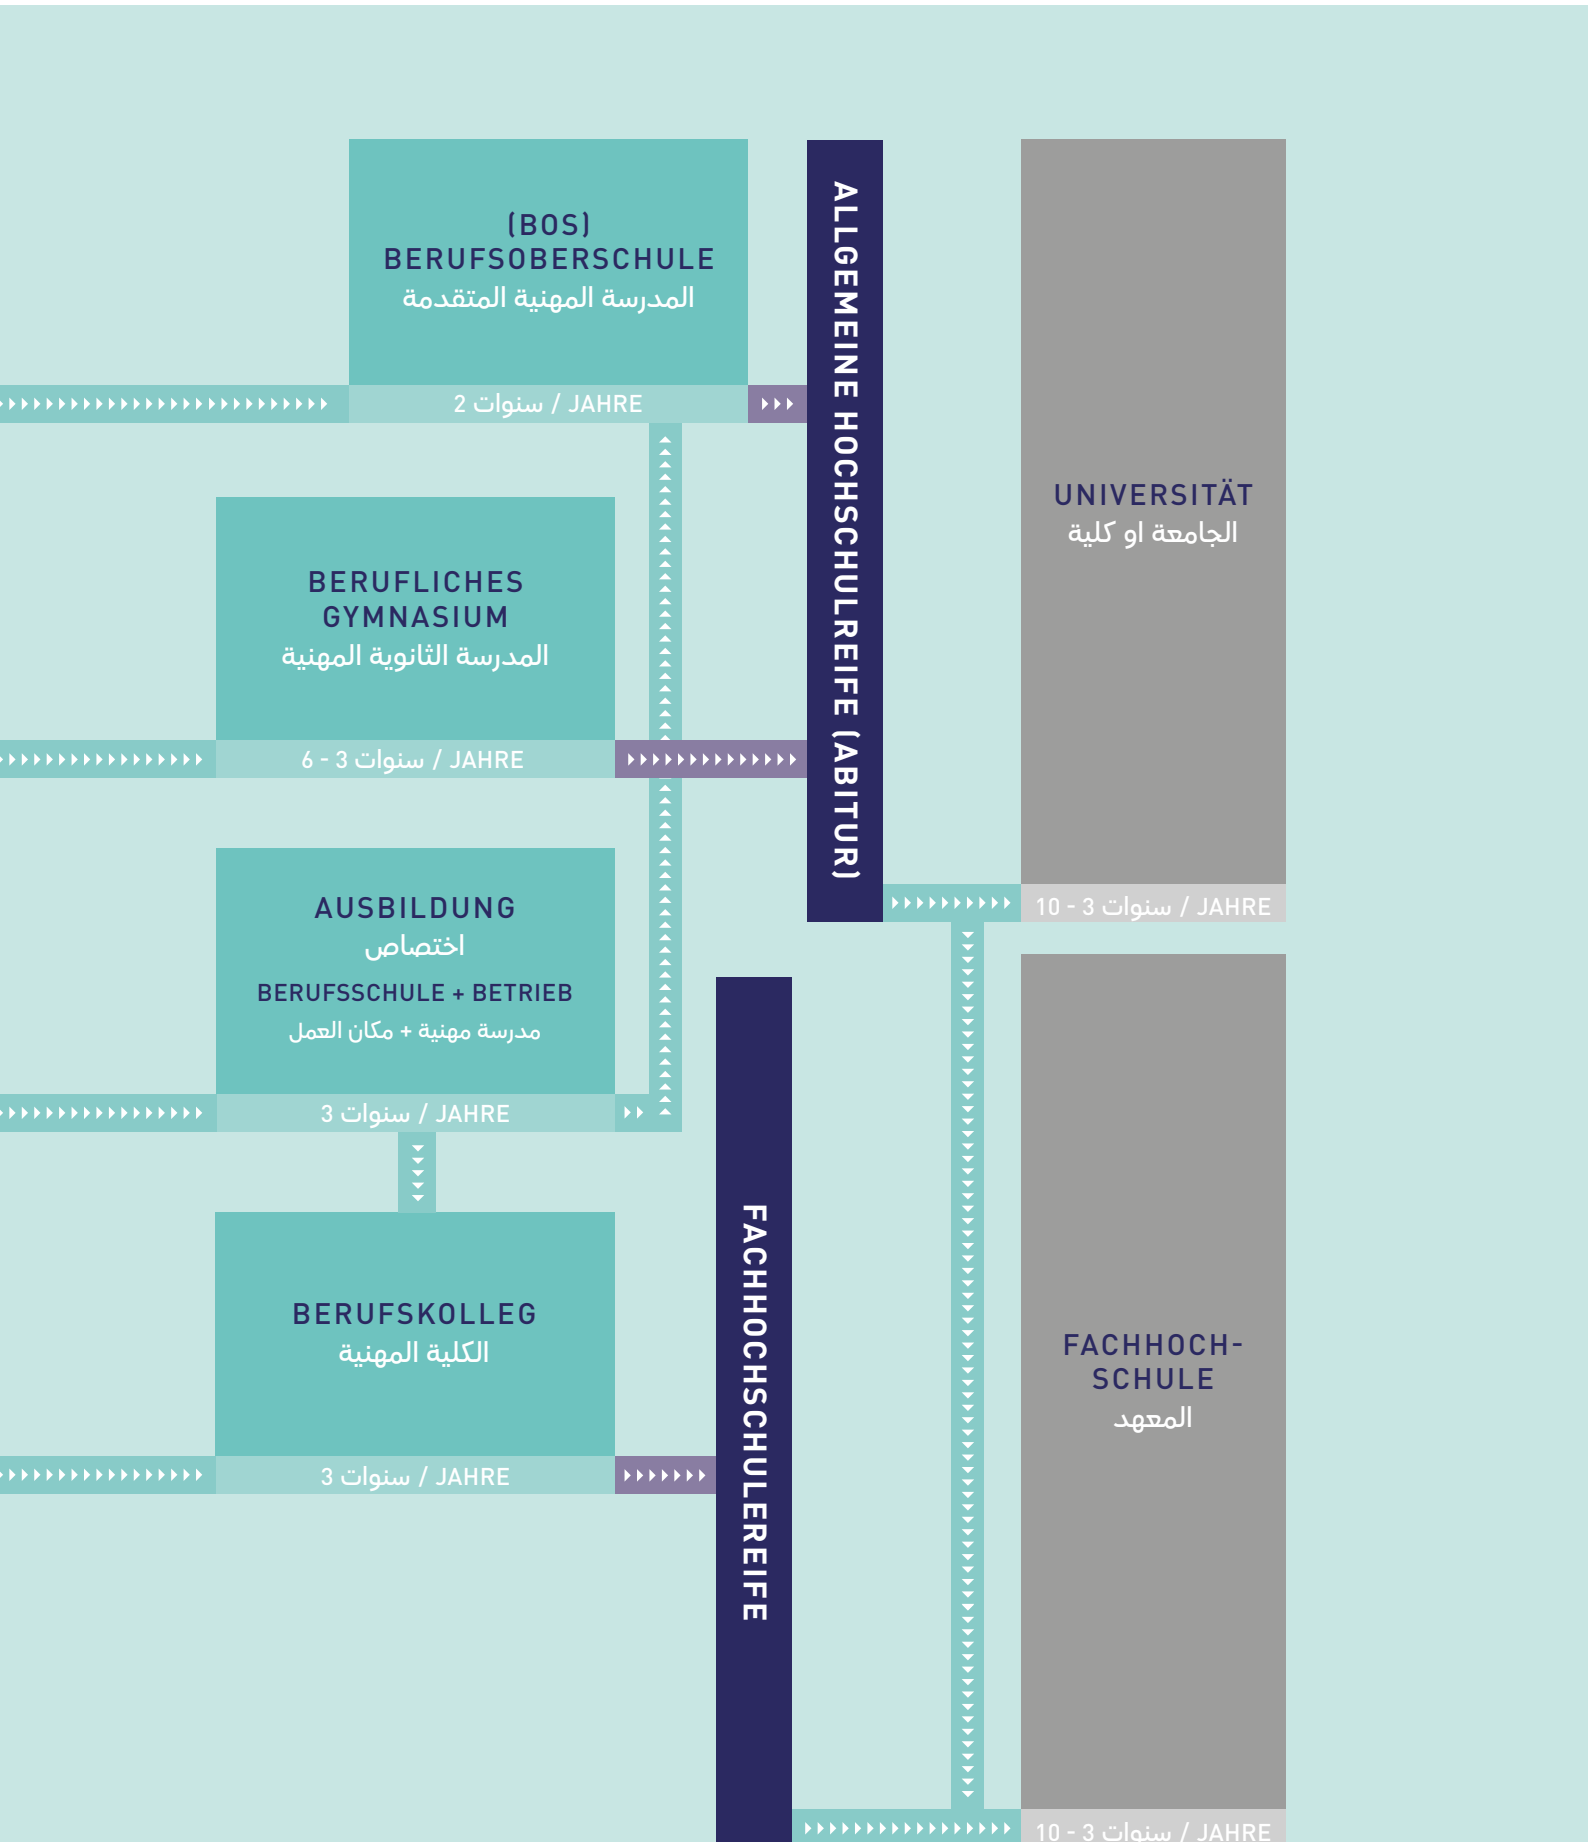 (BOS)
BERUFSOBERSCHULE
المدرسة المهنية المتقدمة
2 سنوات / JAHRE
BERUFLICHES
GYMNASIUM
المدرسة الثانوية المهنية
6 - 3 سنوات / JAHRE
AUSBILDUNG
اختصاص
BERUFSSCHULE + BETRIEB
مدرسة مهنية + مكان العمل
3 سنوات / JAHRE
BERUFSKOLLEG
الكلية المهنية
3 سنوات / JAHRE
ALLGEMEINE HOCHSCHULREIFE (ABITUR)
FACHHOCHSCHULEREIFE
UNIVERSITÄT
الجامعة او كلية
10 - 3 سنوات / JAHRE
FACHHOCH-
SCHULE
المعهد
10 - 3 سنوات / JAHRE